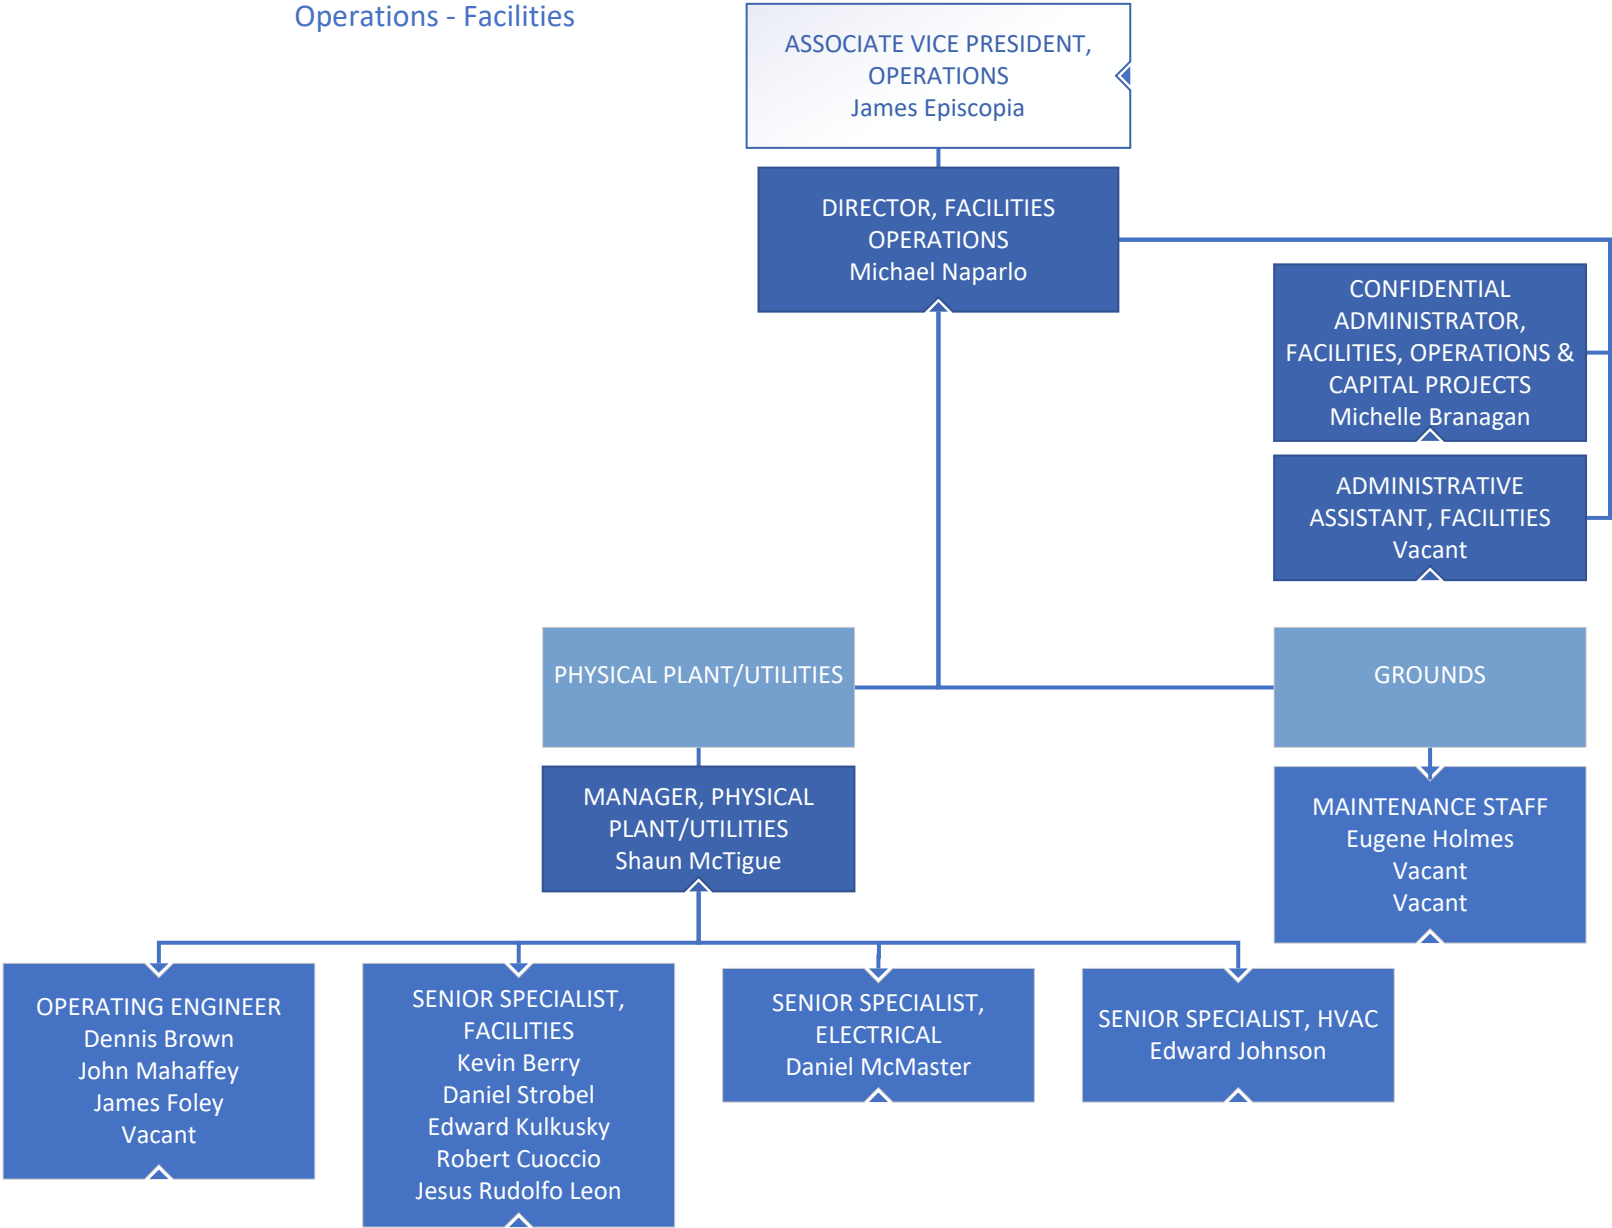 Operations - Facilities
ASSOCIATE VICE PRESIDENT,
OPERATIONS
James Episcopia
DIRECTOR, FACILITIES
OPERATIONS
Michael Naparlo
CONFIDENTIAL
ADMINISTRATOR,
FACILITIES, OPERATIONS &
CAPITAL PROJECTS
Michelle Branagan
ADMINISTRATIVE
ASSISTANT, FACILITIES
Vacant
PHYSICAL PLANT/UTILITIES
GROUNDS
MANAGER, PHYSICAL
PLANT/UTILITIES
Shaun McTigue
MAINTENANCE STAFF
Eugene Holmes
Vacant
Vacant
OPERATING ENGINEER
Dennis Brown
John Mahaffey
James Foley
Vacant
SENIOR SPECIALIST,
FACILITIES
Kevin Berry
Daniel Strobel
Edward Kulkusky
Robert Cuoccio
Jesus Rudolfo Leon
SENIOR SPECIALIST,
ELECTRICAL
Daniel McMaster
SENIOR SPECIALIST, HVAC
Edward Johnson